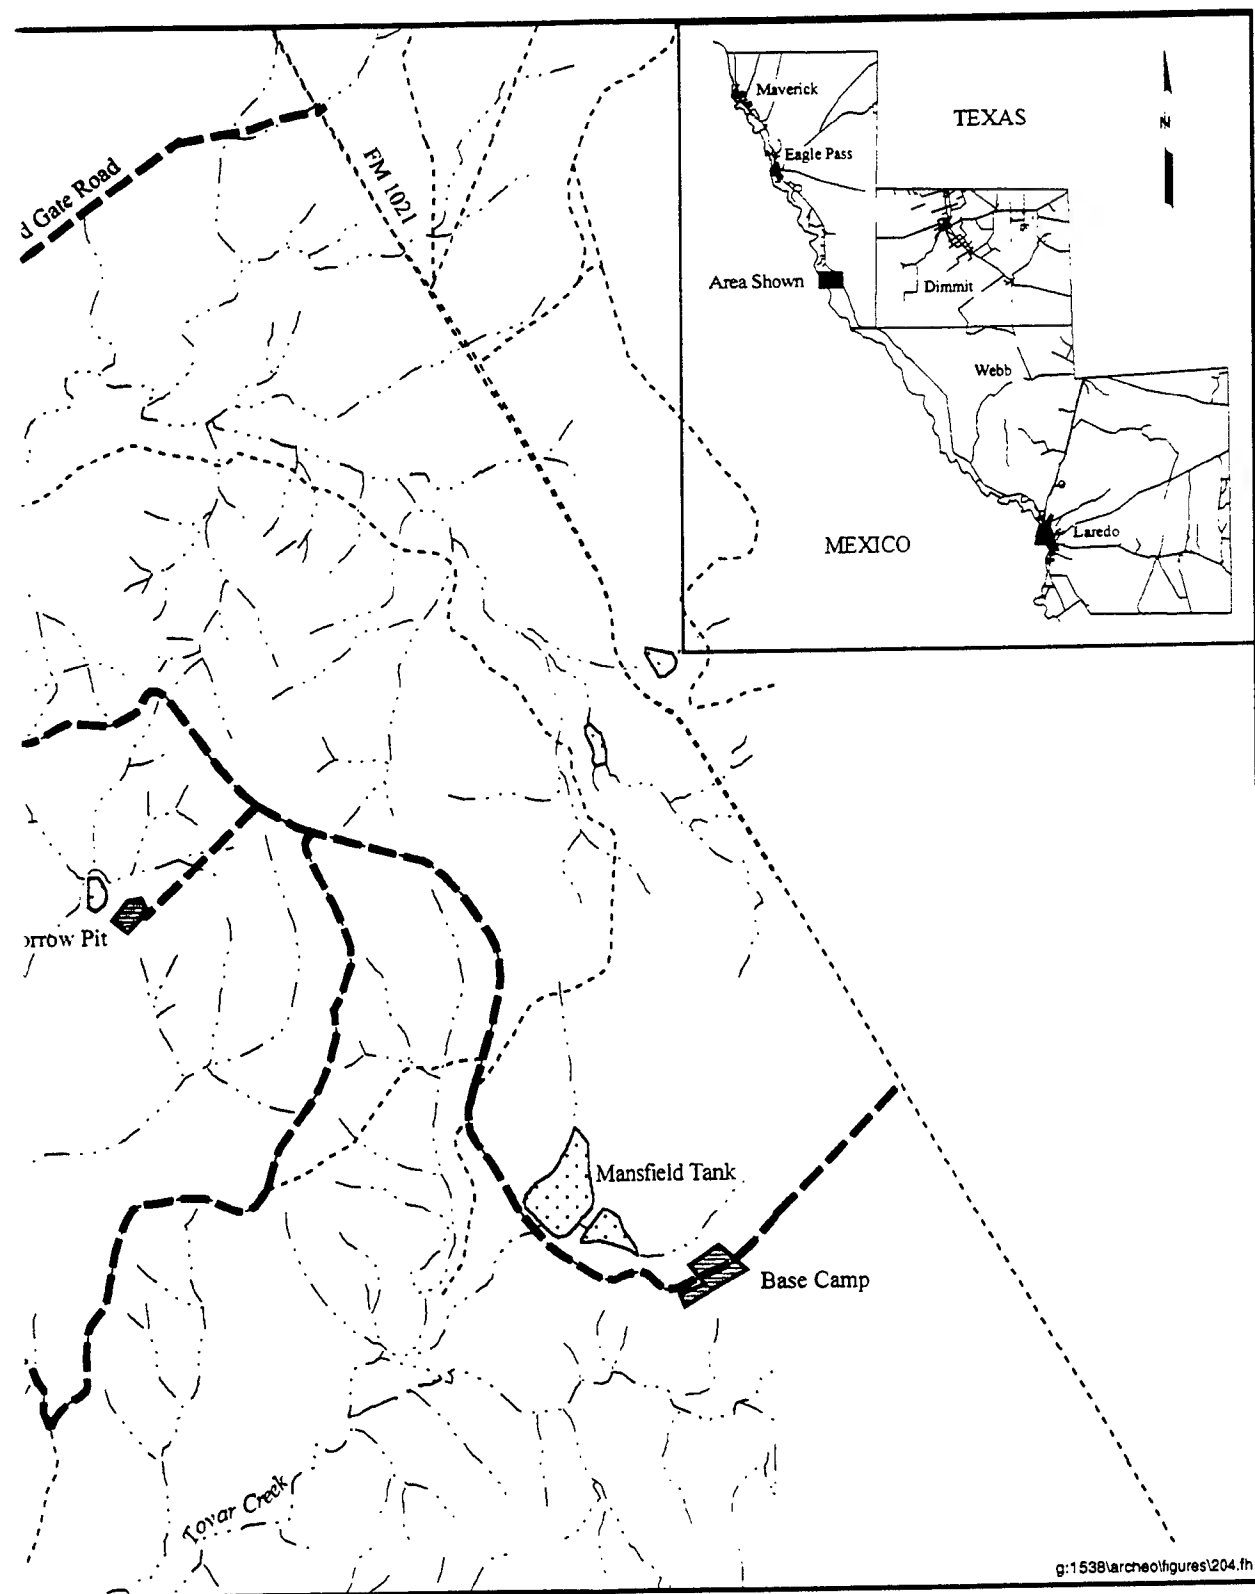 Maverick
TEXAS
N
Eagle Pass
d Gate Road
FM 1021
Area Shown
Dimmit
Webb
MEXICO
Laredo
orrow Pit
Mansfield Tank
Base Camp
Tovar Creek
g:1538\archeo\figures\204.fh